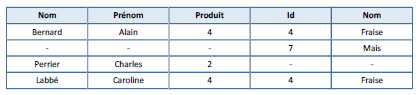 Nom Prénom Produit Id Nom
Bernard Alain 4 4 Fraise
- - - 7 Mais
Perrier Charles 2 - -
Labbé Caroline 4 4 Fraise